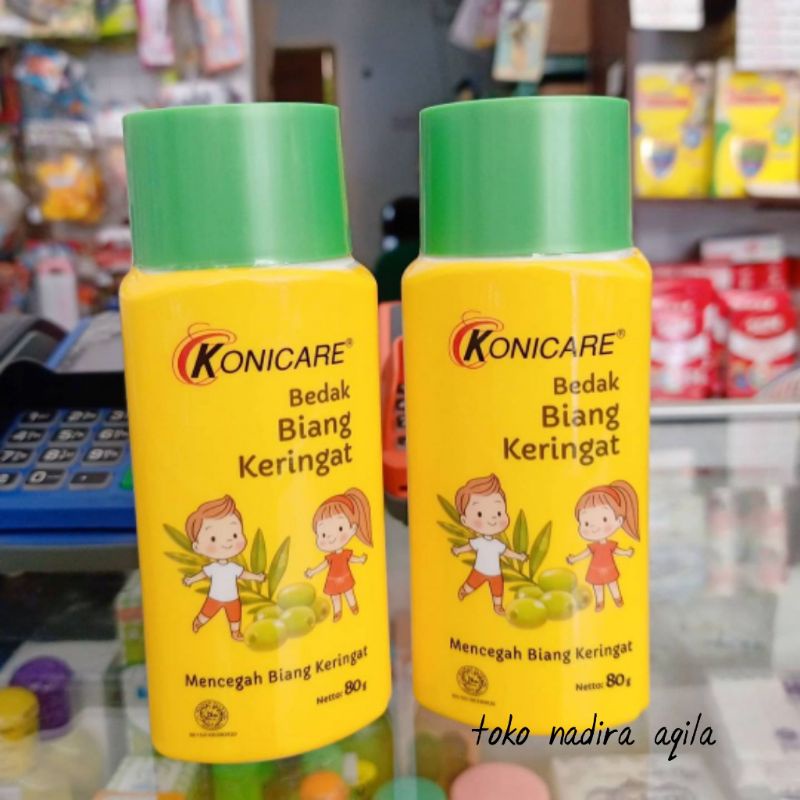 KONICARE®
Bedak
Biang
Keringat
Mencegah Biang Keringat
Netto: 80g
KONICARE®
Bedak
Biang
Keringat
Mencegah Biang Keringat
Netto: 80g
toko nadira aqila